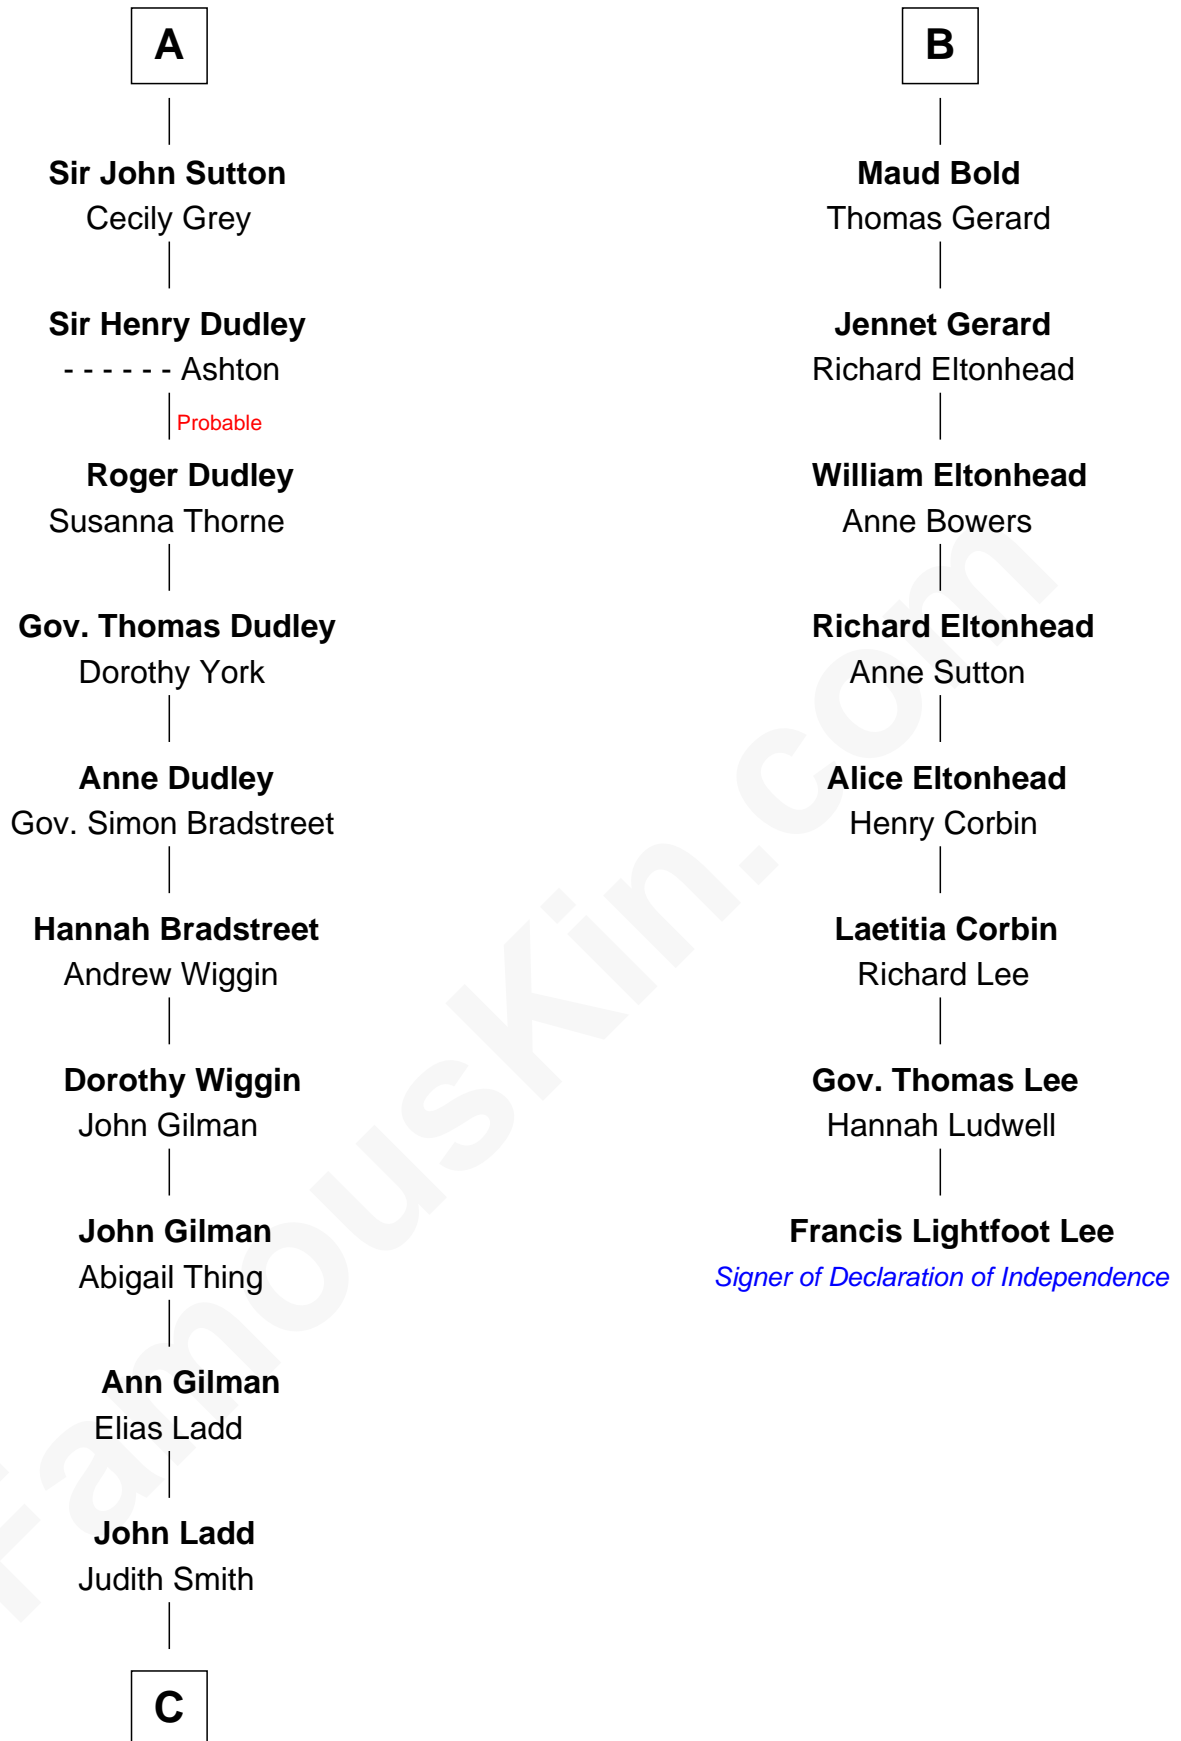 A
Sir John Sutton
Cecily Grey
Sir Henry Dudley
- - - - - - Ashton
Probable
Roger Dudley
Susanna Thorne
Gov. Thomas Dudley
Dorothy York
Anne Dudley
Gov. Simon Bradstreet
Hannah Bradstreet
Andrew Wiggin
Dorothy Wiggin
John Gilman
John Gilman
Abigail Thing
Ann Gilman
Elias Ladd
John Ladd
Judith Smith
C
B
Maud Bold
Thomas Gerard
Jennet Gerard
Richard Eltonhead
William Eltonhead
Anne Bowers
Richard Eltonhead
Anne Sutton
Alice Eltonhead
Henry Corbin
Laetitia Corbin
Richard Lee
Gov. Thomas Lee
Hannah Ludwell
Francis Lightfoot Lee
Signer of Declaration of Independence
FamousKin.com